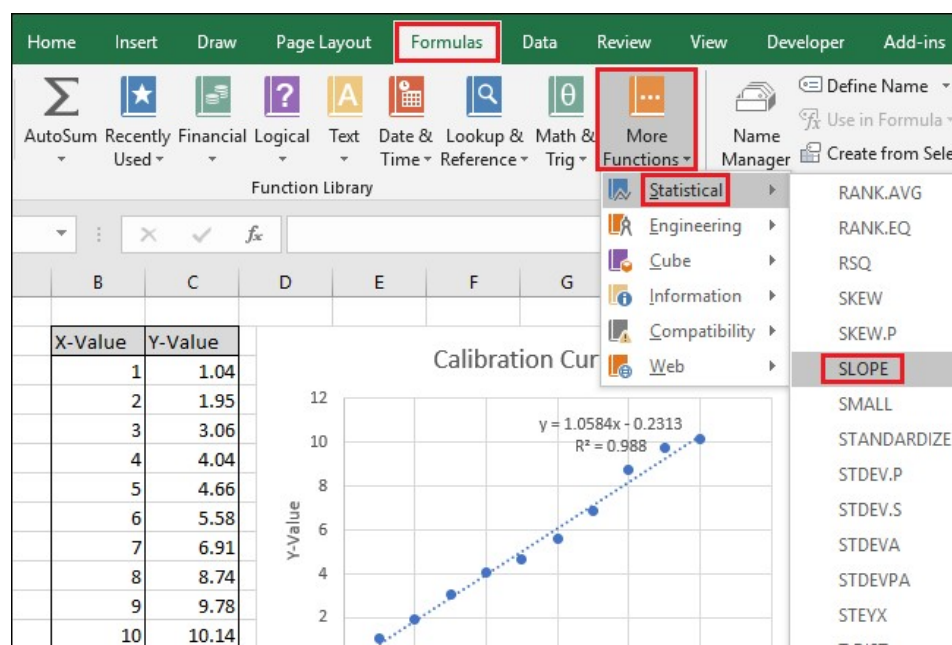 Home Insert Draw Page Layout Formulas Data Review View Developer Add-ins
AutoSum Recently Used Financial Logical Text Date & Time Lookup & Reference Math & Trig More Functions Name Manager
Define Name
Use in Formula
Create from Sele
Function Library
Statistical
Engineering
Cube
Information
Compatibility
Web
RANK.AVG
RANK.EQ
RSQ
SKEW
SKEW.P
SLOPE
SMALL
STANDARDIZE
STDEV.P
STDEV.S
STDEVA
STDEVPA
STEYX
fx
B C D E F G
X-Value Y-Value
1 1.04
2 1.95
3 3.06
4 4.04
5 4.66
6 5.58
7 6.91
8 8.74
9 9.78
10 10.14
Calibration Cur
y = 1.0584x - 0.2313
R² = 0.988
Y-Value
12
10
8
6
4
2